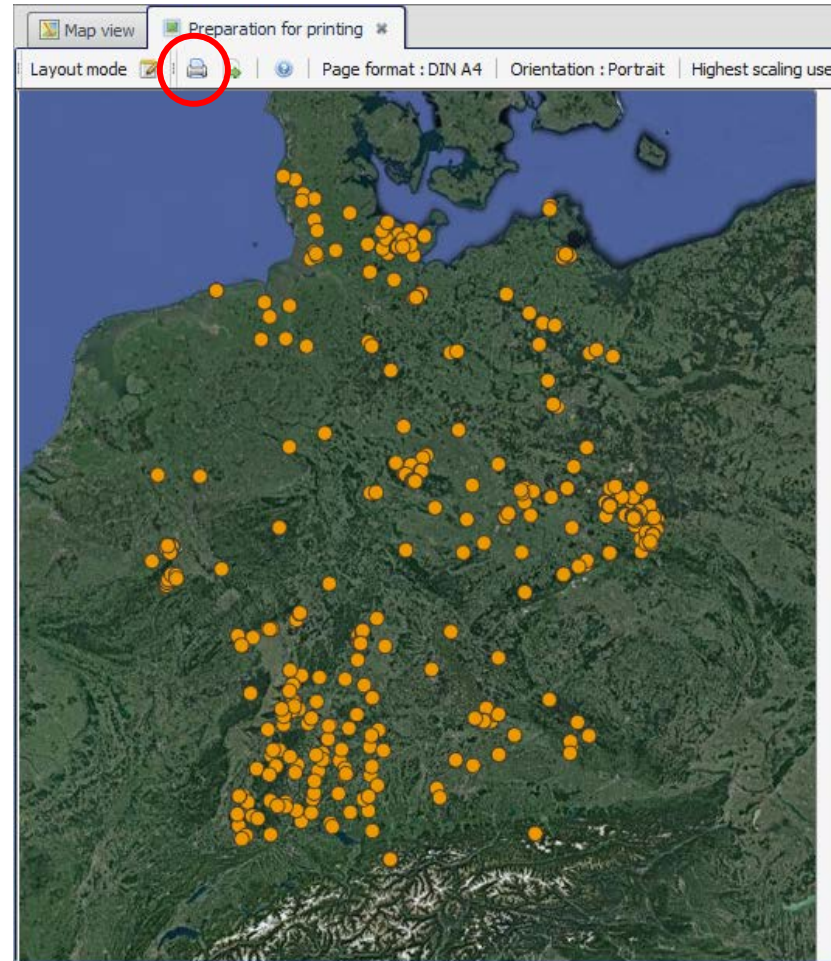 Map view
Preparation for printing
Layout mode
Page format : DIN A4
Orientation : Portrait
Highest scaling use